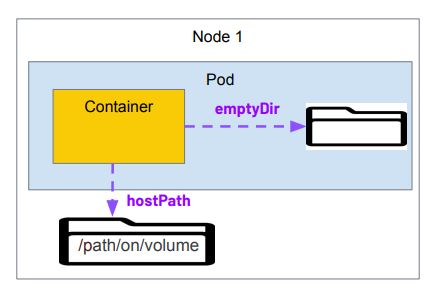 Node 1
Pod
Container
emptyDir
hostPath
/path/on/volume